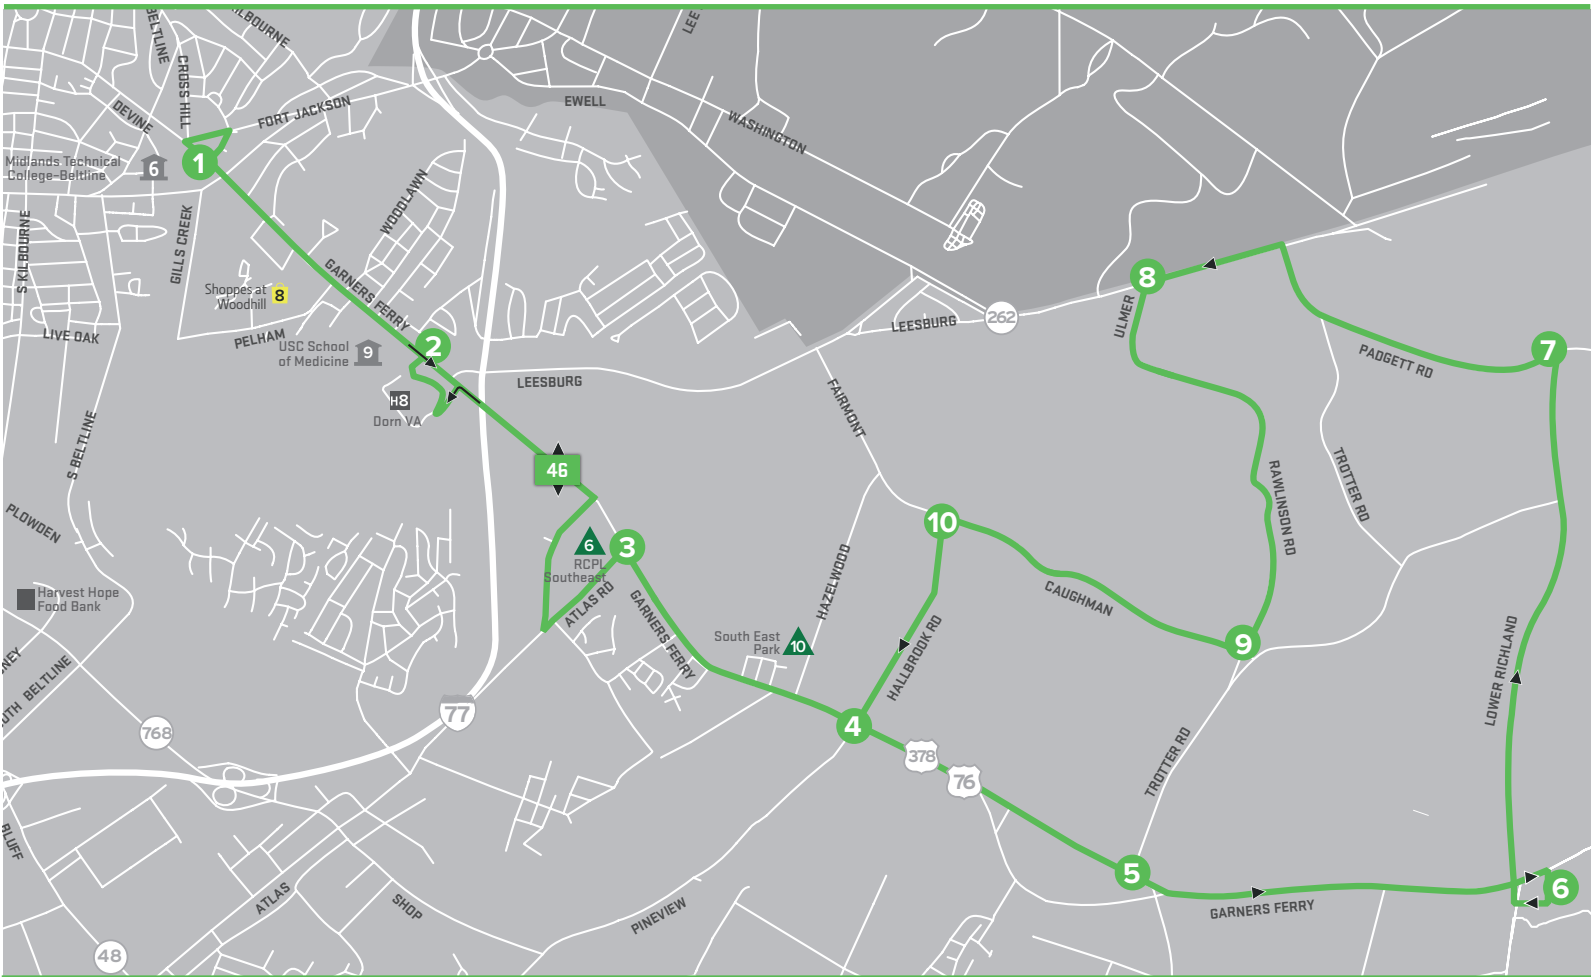 BELTLINE
KILBOURNE
CROSS HILL
DEVINE
FORT JACKSON
LEE
EWELL
WASHINGTON
Midlands Technical
College-Beltline
6
1
WOODLAWN
S KILBOURNE
GILLS CREEK
GARNERS FERRY
Shoppes at
Woodhill
8
LIVE OAK
PELHAM
USC School
of Medicine
9
2
H8
Dorn VA
LEESBURG
LEESBURG
262
8
ULMER
PADGETT RD
7
FAIRMONT
S BELTLINE
46
TROTTER RD
RAWLINSON RD
PLOWDEN
6
RCPL
Southeast
3
10
HAZELWOOD
CAUGHMAN
Harvest Hope
Food Bank
ATLAS RD
GARNERS FERRY
South East
Park
10
HALLBROOK RD
9
LOWER RICHLAND
NEY
UTH BELTLINE
77
768
4
378
76
TROTTER RD
BLUFF
5
6
GARNERS FERRY
ATLAS
SHOP
PINEVIEW
48